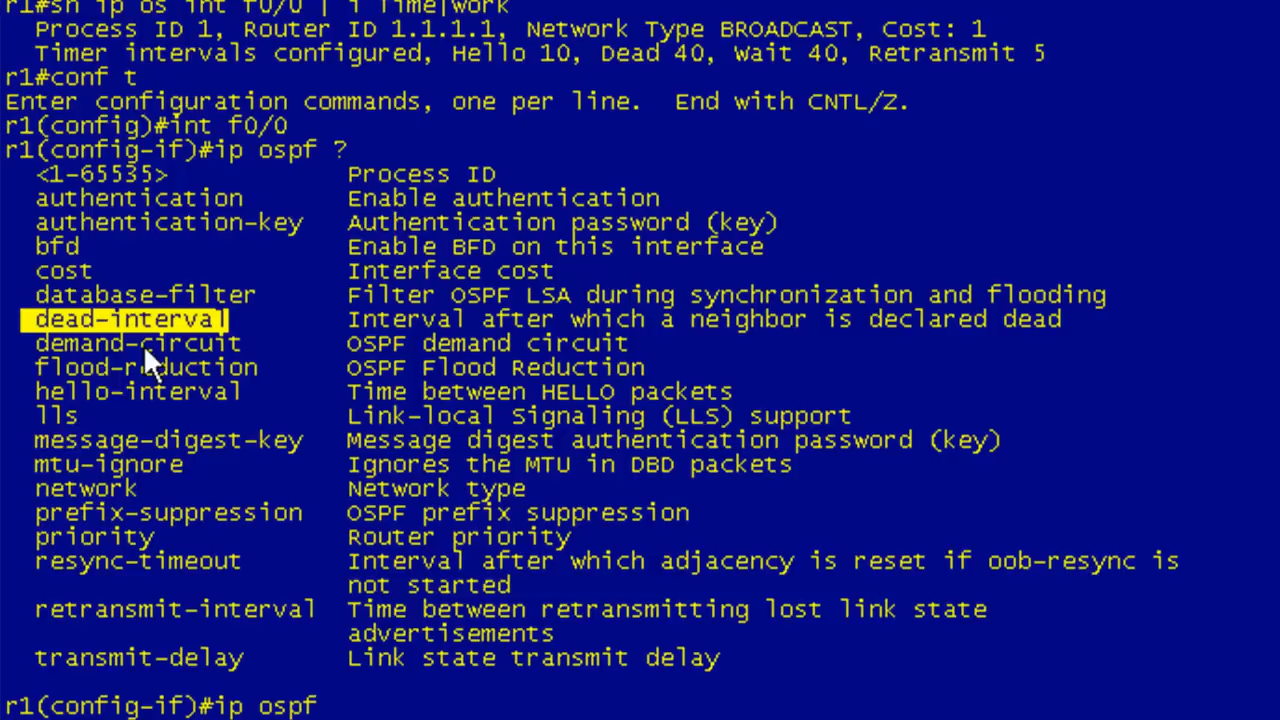 r1#sh ip os int f0/0 | i Time|work
Process ID 1, Router ID 1.1.1.1, Network Type BROADCAST, Cost: 1
Timer intervals configured, Hello 10, Dead 40, Wait 40, Retransmit 5
r1#conf t
Enter configuration commands, one per line.  End with CNTL/Z.
r1(config)#int f0/0
r1(config-if)#ip ospf ?
<1-65535>            Process ID
authentication       Enable authentication
authentication-key   Authentication password (key)
bfd                  Enable BFD on this interface
cost                 Interface cost
database-filter      Filter OSPF LSA during synchronization and flooding
dead-interval        Interval after which a neighbor is declared dead
demand-circuit       OSPF demand circuit
flood-reduction      OSPF Flood Reduction
hello-interval       Time between HELLO packets
lls                  Link-local Signaling (LLS) support
message-digest-key   Message digest authentication password (key)
mtu-ignore           Ignores the MTU in DBD packets
network              Network type
prefix-suppression   OSPF prefix suppression
priority             Router priority
resync-timeout       Interval after which adjacency is reset if oob-resync is
not started
retransmit-interval  Time between retransmitting lost link state
advertisements
transmit-delay       Link state transmit delay
r1(config-if)#ip ospf